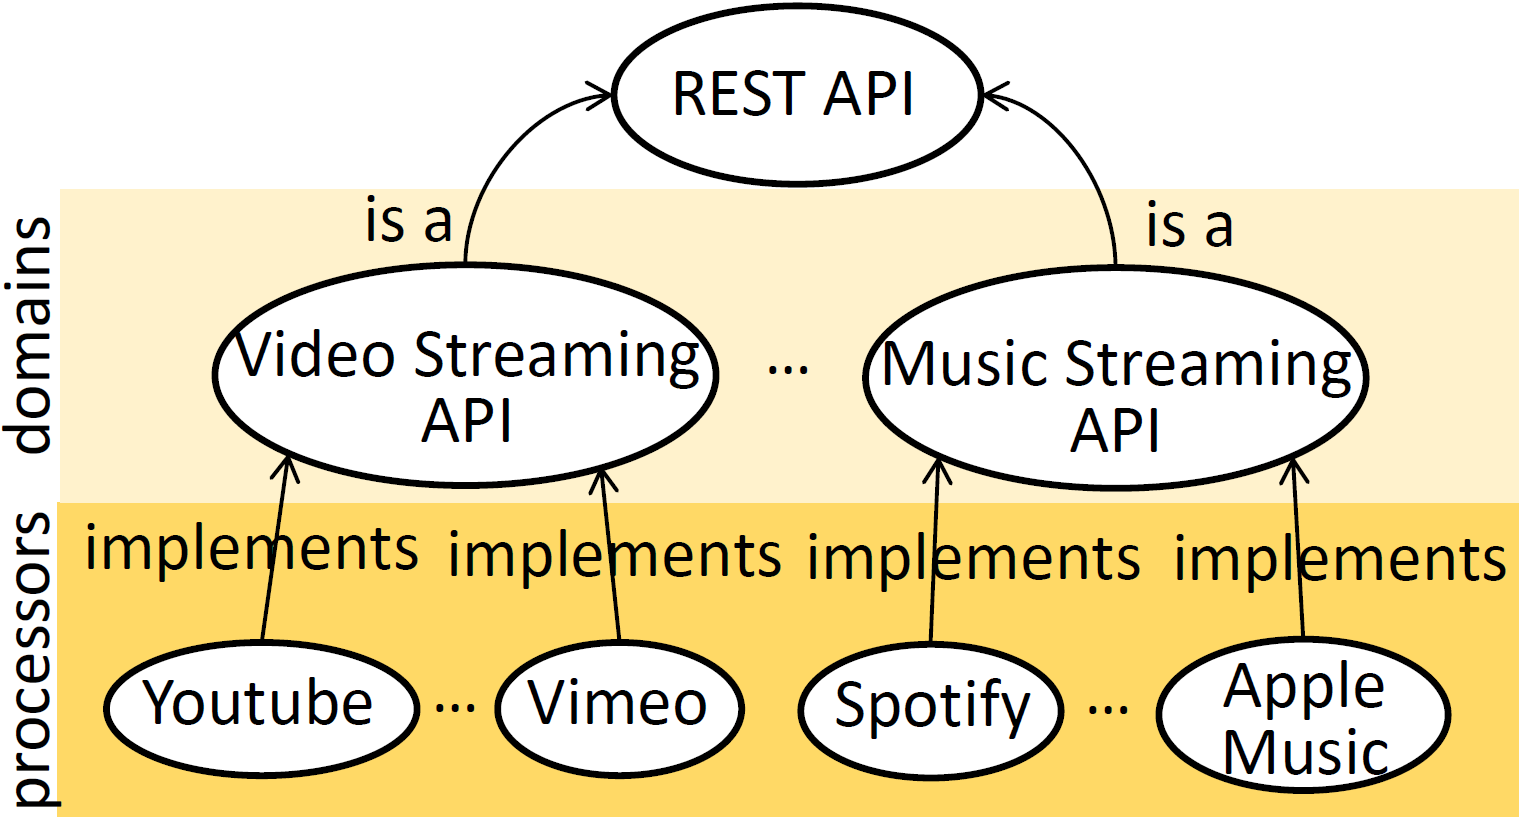 REST API
is a
is a
domains
Video Streaming
API
...
Music Streaming
API
processors
implements
implements
implements
implements
Youtube
...
Vimeo
Spotify
...
Apple
Music